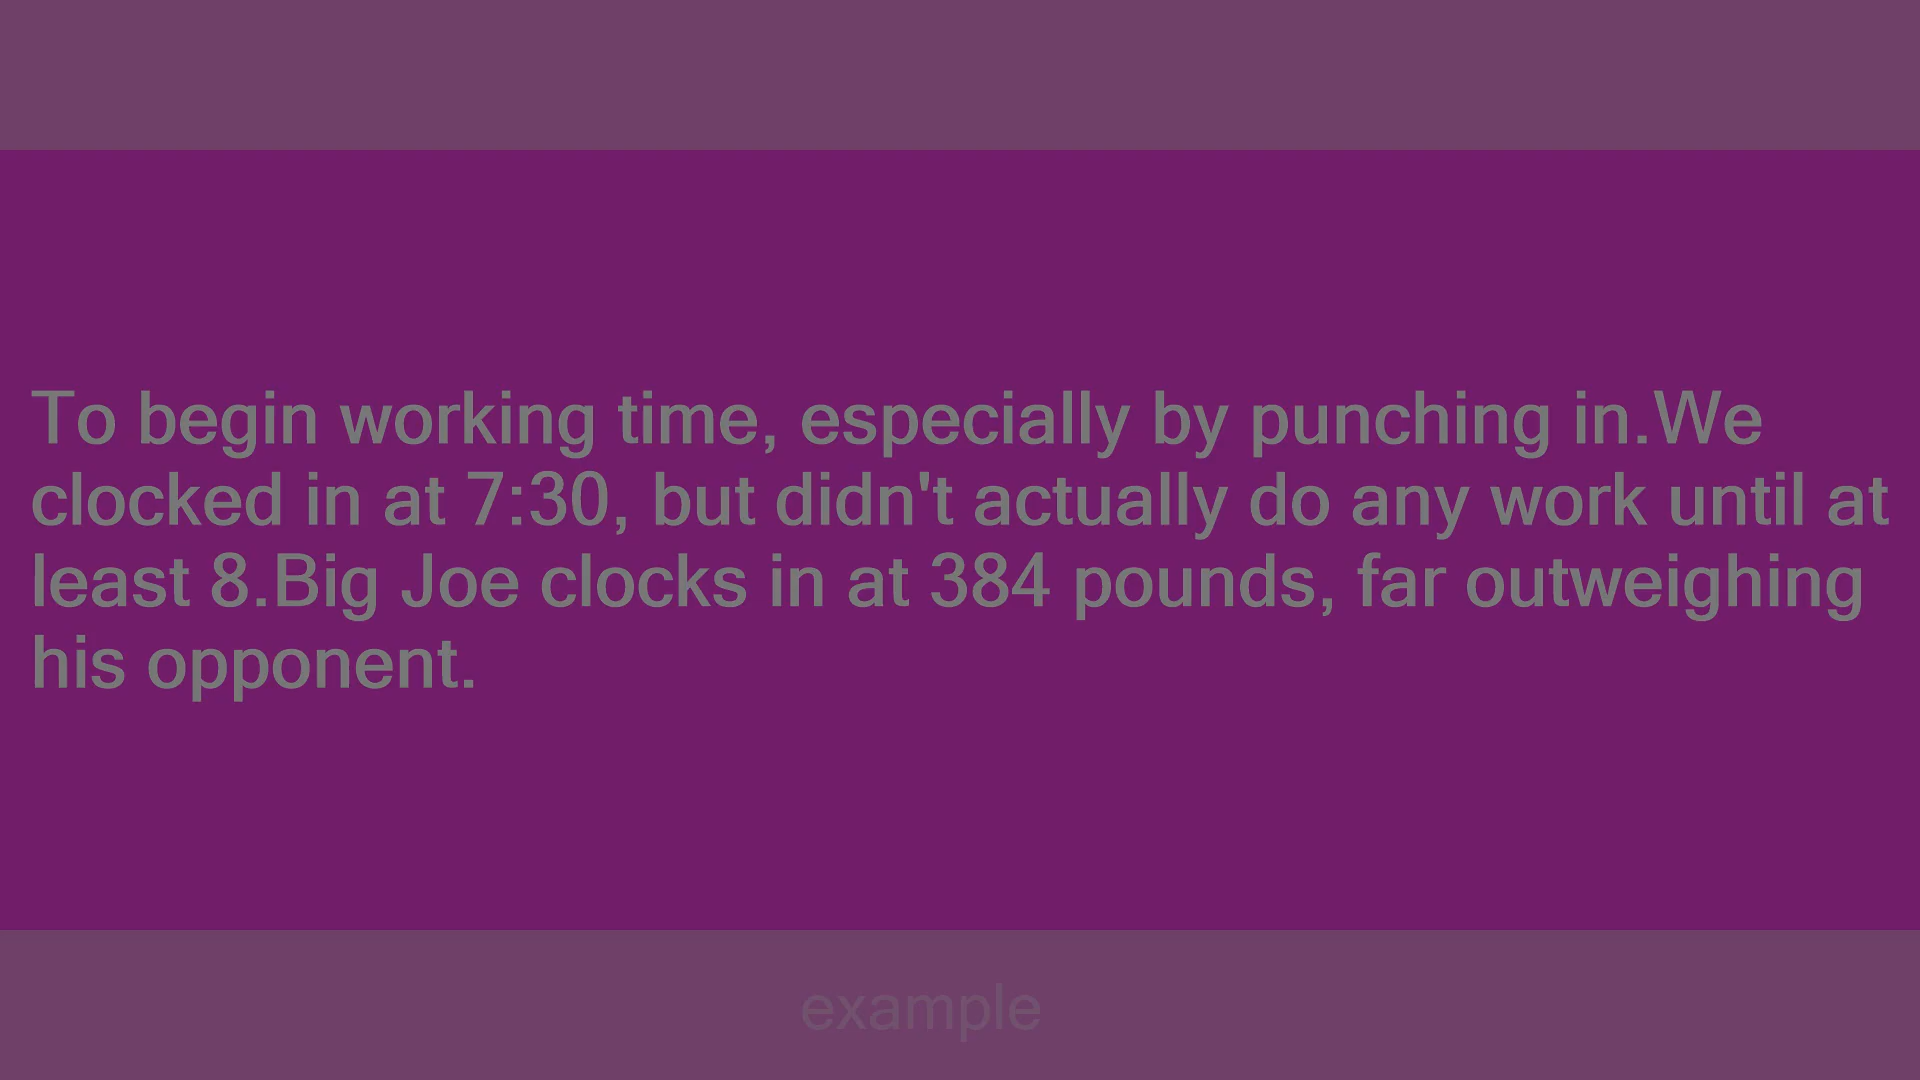 To begin working time, especially by punching in.We
clocked in at 7:30, but didn't actually do any work until at
least 8.Big Joe clocks in at 384 pounds, far outweighing
his opponent.
example